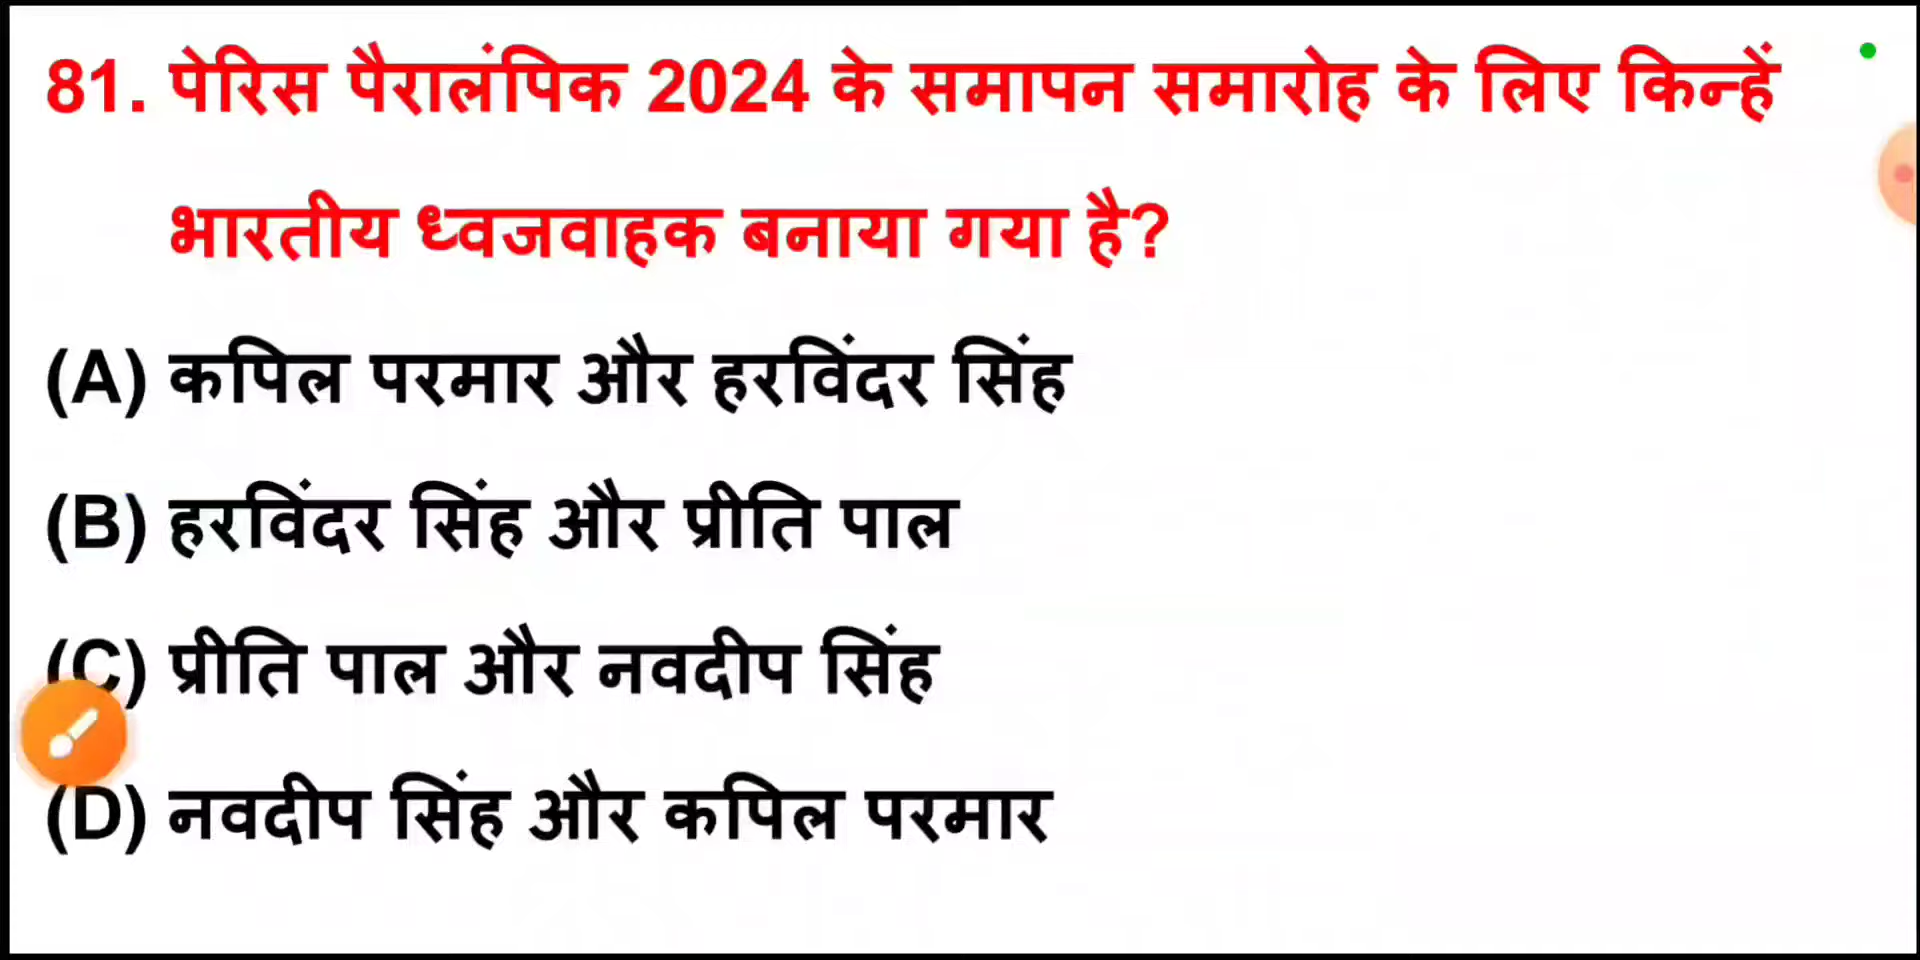 81. पेरिस पैरालंपिक 2024 के समापन समारोह के लिए किन्हें
भारतीय ध्वजवाहक बनाया गया है?
(A) कपिल परमार और हरविंदर सिंह
(B) हरविंदर सिंह और प्रीति पाल
(C) प्रीति पाल और नवदीप सिंह
(D) नवदीप सिंह और कपिल परमार